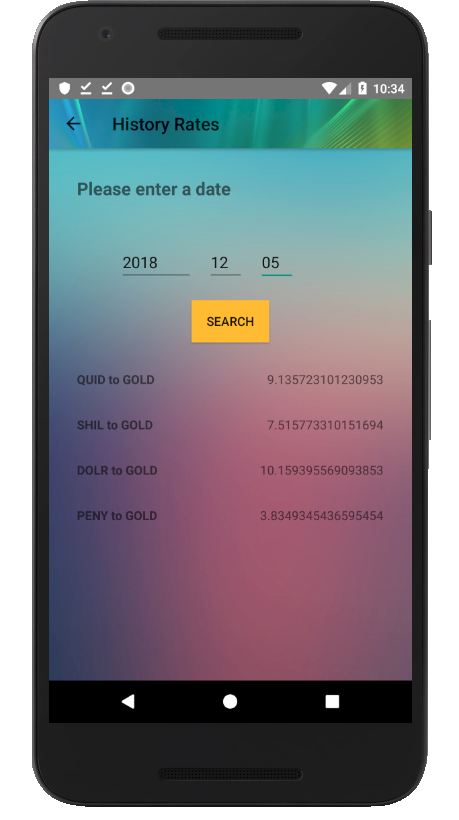 10:34
History Rates
Please enter a date
2018 12 05
SEARCH
QUID to GOLD 9.135723101230953
SHIL to GOLD 7.515773310151694
DOLR to GOLD 10.159395569093853
PENY to GOLD 3.8349345436595454